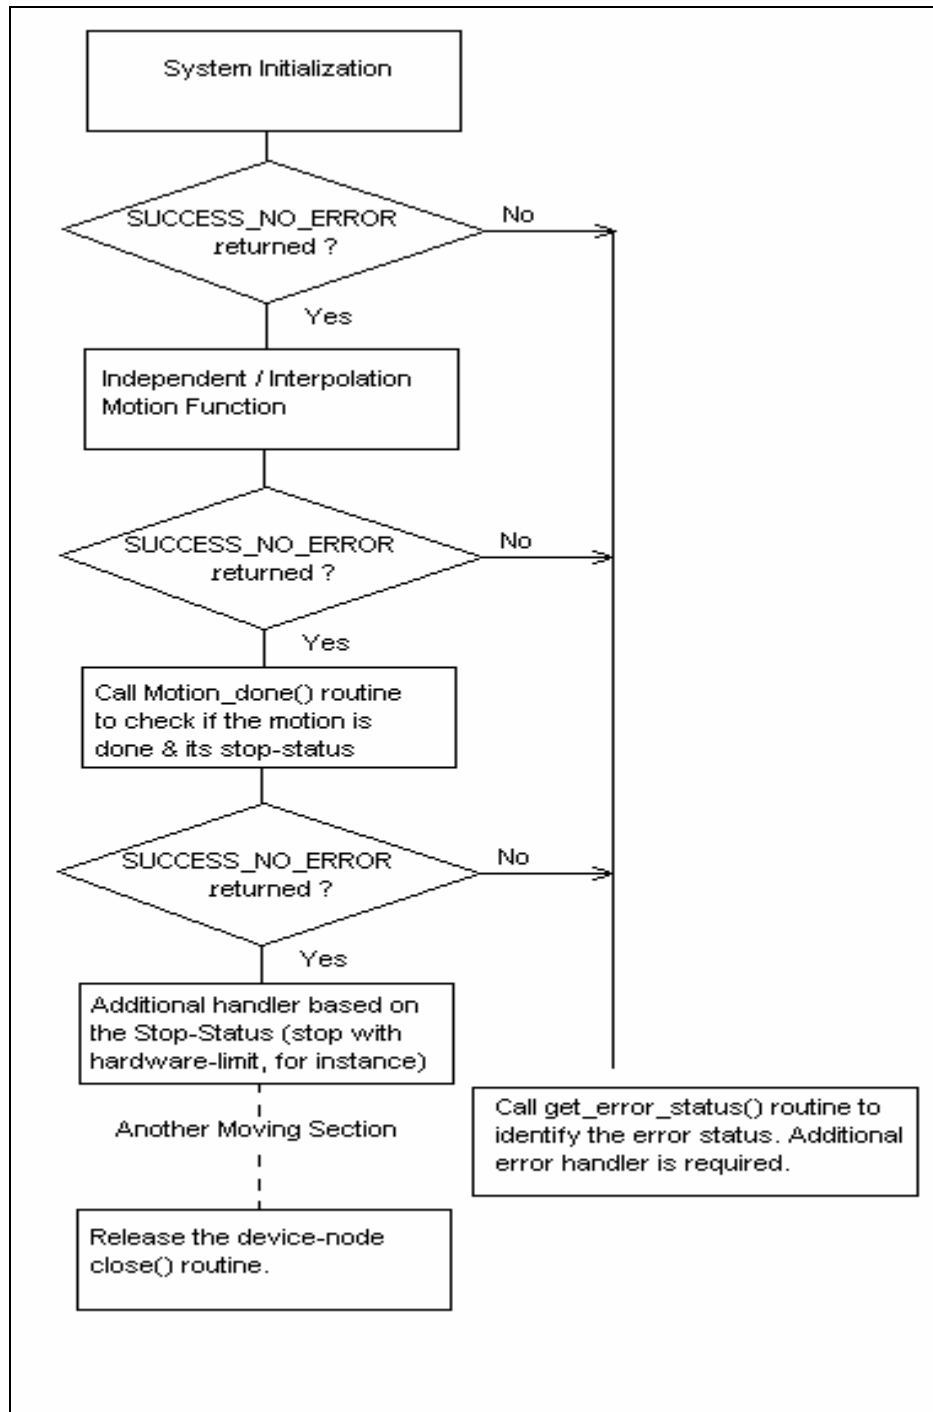 System Initialization
SUCCESS_NO_ERROR
returned ?
No
Yes
Independent / Interpolation
Motion Function
SUCCESS_NO_ERROR
returned ?
No
Yes
Call Motion_done() routine
to check if the motion is
done & its stop-status
SUCCESS_NO_ERROR
returned ?
No
Yes
Additional handler based on
the Stop-Status (stop with
hardware-limit, for instance)
Call get_error_status() routine to
identify the error status. Additional
error handler is required.
Another Moving Section
Release the device-node
close() routine.